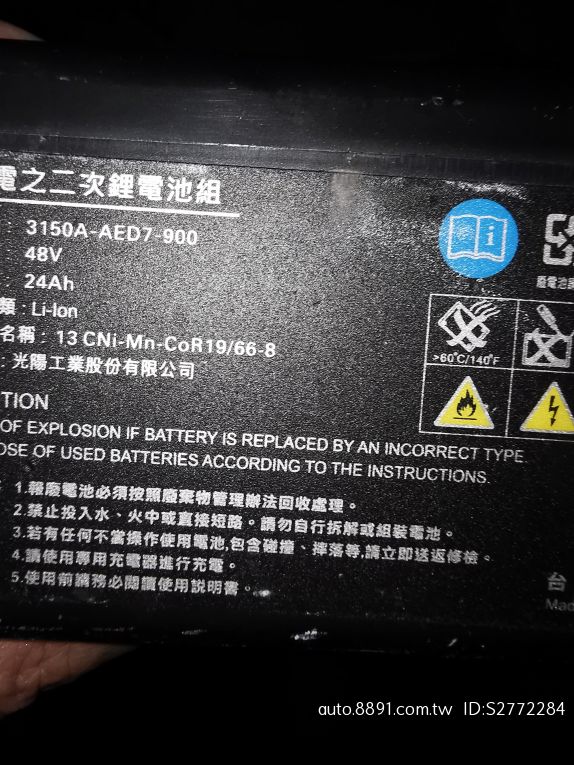 電之二次鋰電池組
: 3150A-AED7-900
48V
: 24Ah
類 : Li-Ion
名稱 : 13 CNi-Mn-CoR19/66-8
: 光陽工業股份有限公司
TION
OF EXPLOSION IF BATTERY IS REPLACED BY AN INCORRECT TYPE.
OSE OF USED BATTERIES ACCORDING TO THE INSTRUCTIONS.
1.報廢電池必須按照廢棄物管理辦法回收處理。
2.禁止投入水、火中或直接短路。請勿自行拆解或組裝電池。
3.若有任何不當操作使用電池,包含碰撞、摔落等,請立即送返修檢。
4.請使用專用充電器進行充電。
5.使用前請務必閱讀使用說明書。
i
廢電池
>60°C/140°F
台
Mad
auto.8891.com.tw ID:S2772284